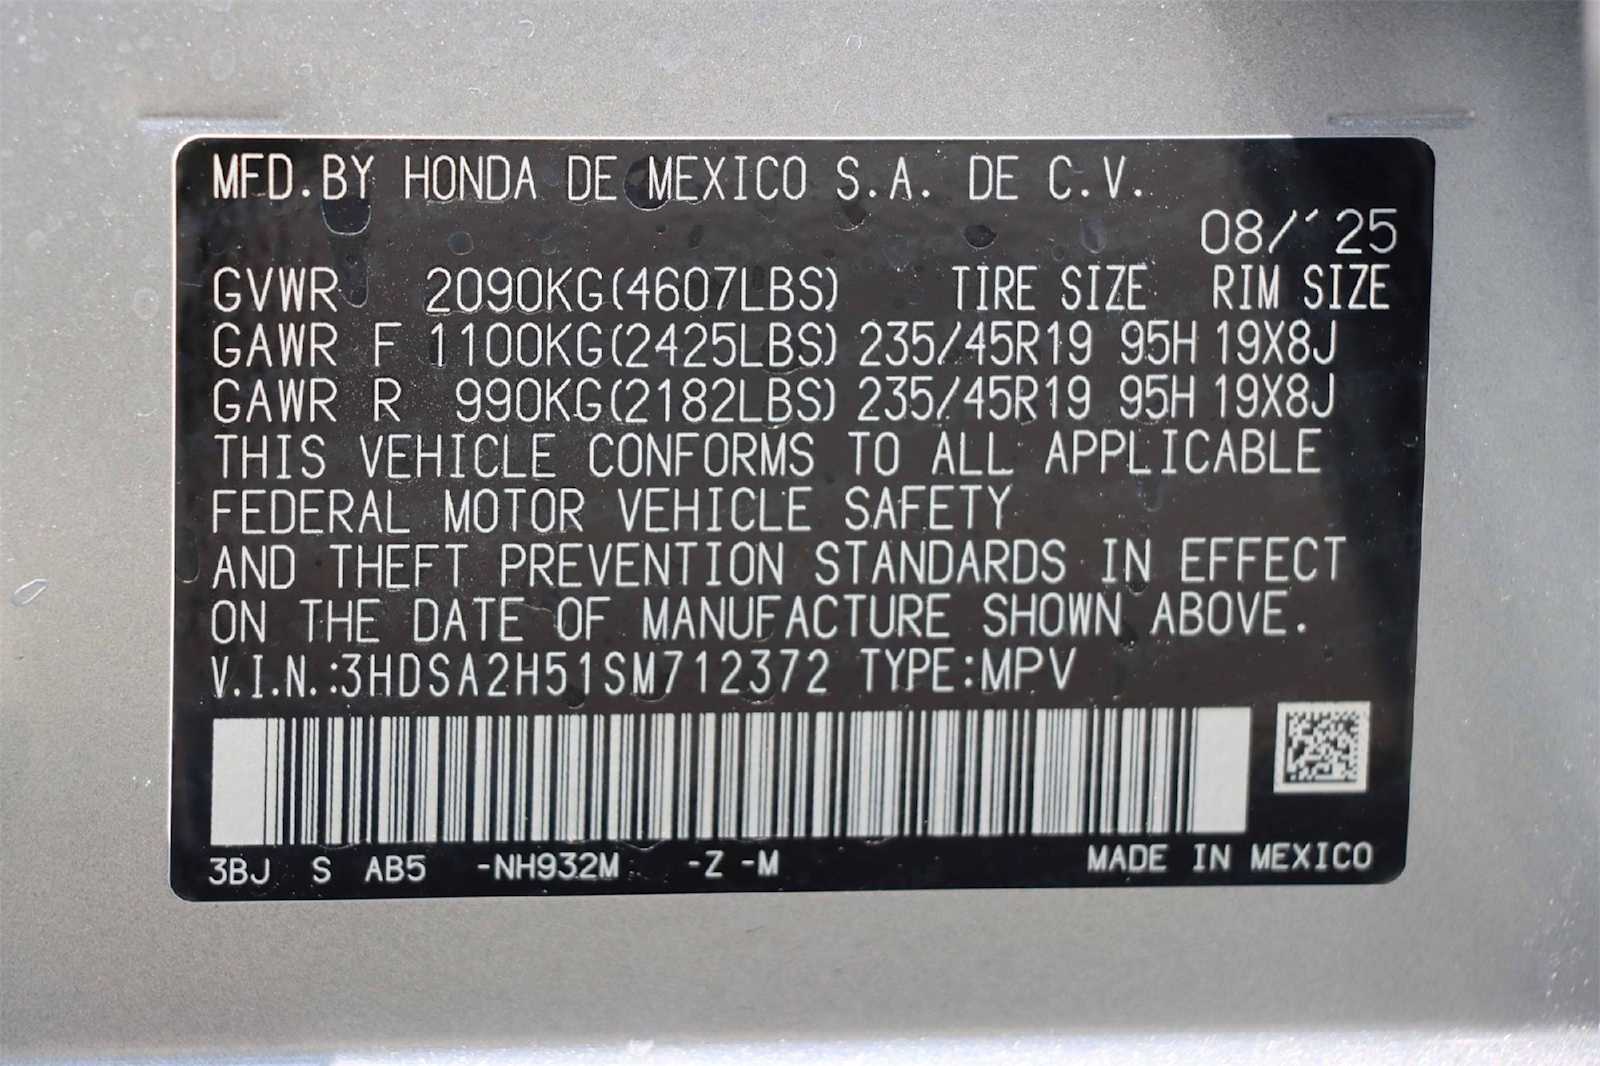 MFD.BY HONDA DE MEXICO S.A. DE C.V.
08/'25
GVWR 2090KG(4607LBS) TIRE SIZE RIM SIZE
GAWR F 1100KG(2425LBS) 235/45R19 95H 19X8J
GAWR R 990KG(2182LBS) 235/45R19 95H 19X8J
THIS VEHICLE CONFORMS TO ALL APPLICABLE
FEDERAL MOTOR VEHICLE SAFETY
AND THEFT PREVENTION STANDARDS IN EFFECT
ON THE DATE OF MANUFACTURE SHOWN ABOVE.
V.I.N.:3HDSA2H51SM712372 TYPE:MPV
3BJ S AB5 -NH932M -Z -M MADE IN MEXICO